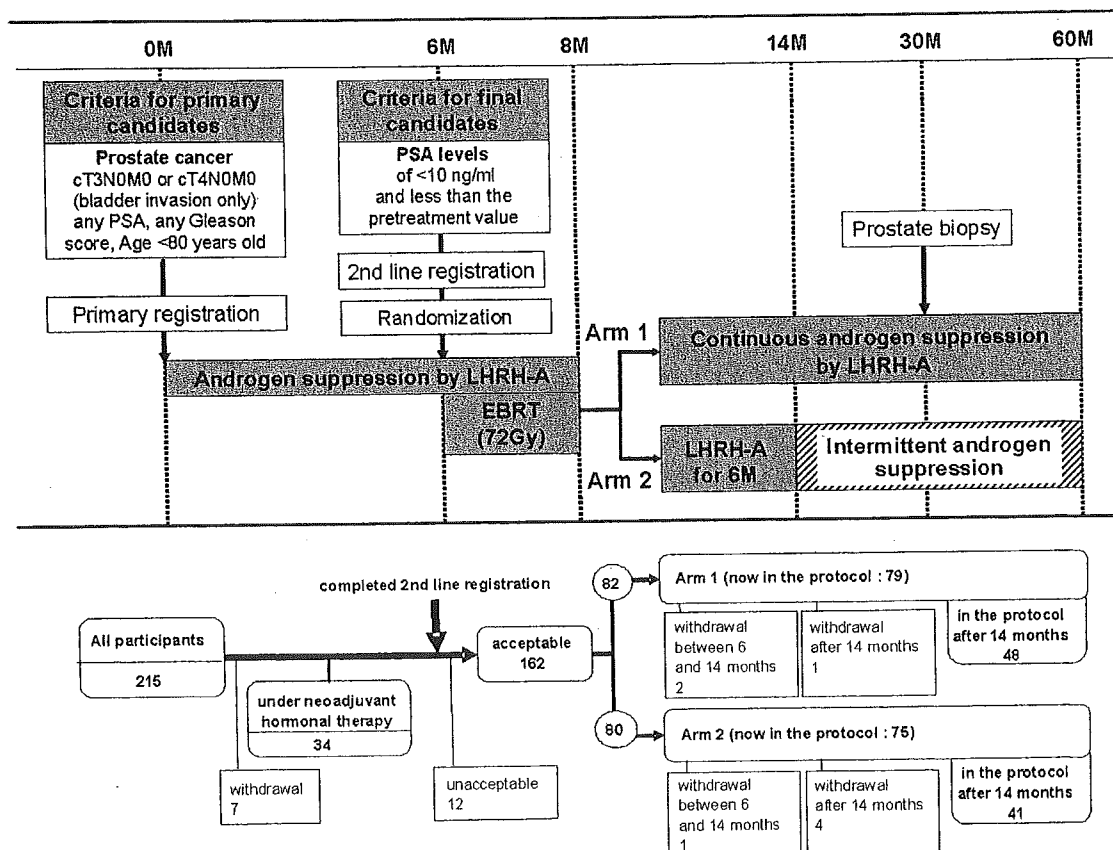 0M 6M 8M 14M 30M 60M
Criteria for primary
candidates
Prostate cancer
cT3N0M0 or cT4N0M0
(bladder invasion only)
any PSA, any Gleason
score, Age <80 years old
Primary registration
Criteria for final
candidates
PSA levels
of <10 ng/ml
and less than the
pretreatment value
2nd line registration
Randomization
Androgen suppression by LHRH-A
EBRT
(72Gy)
Prostate biopsy
Arm 1
Continuous androgen suppression
by LHRH-A
Arm 2
LHRH-A
for 6M
Intermittent androgen
suppression
completed 2nd line registration
All participants
215
withdrawal
7
under neoadjuvant
hormonal therapy
34
unacceptable
12
acceptable
162
82
Arm 1 (now in the protocol : 79)
withdrawal
between 6
and 14 months
2
withdrawal
after 14 months
1
in the protocol
after 14 months
48
80
Arm 2 (now in the protocol : 75)
withdrawal
between 6
and 14 months
1
withdrawal
after 14 months
4
in the protocol
after 14 months
41